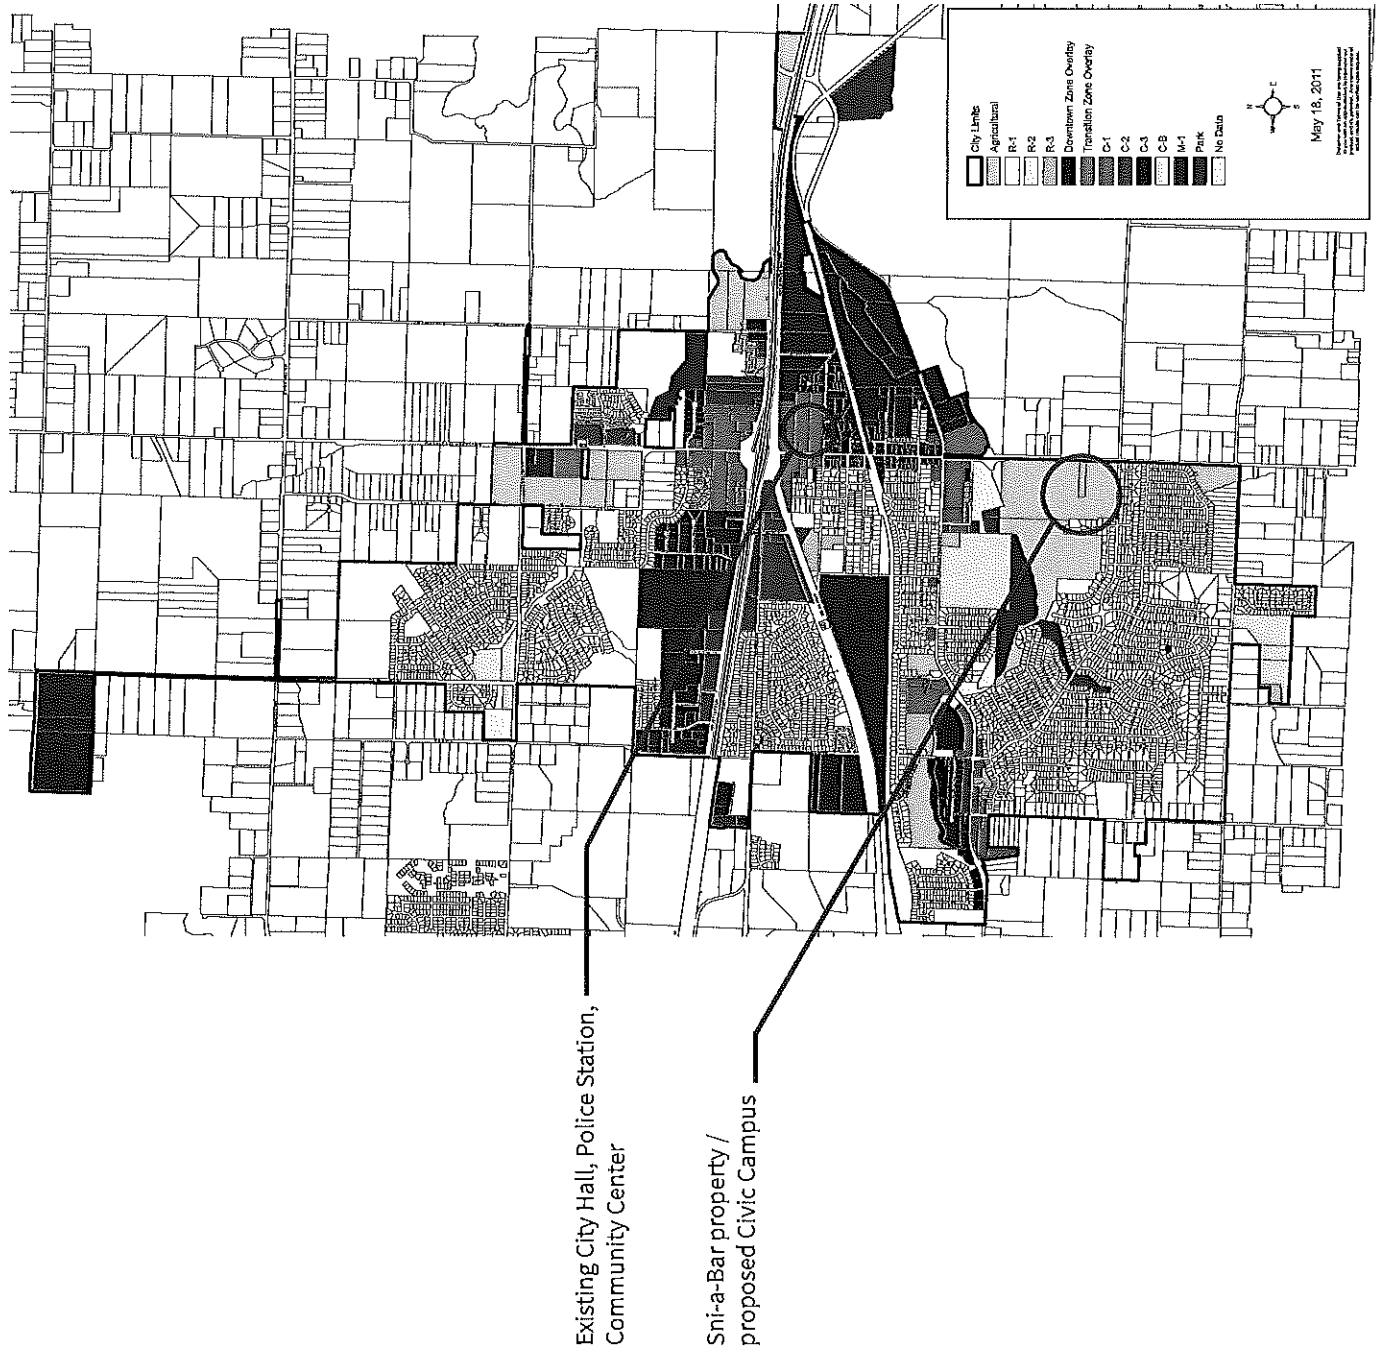 Existing City Hall, Police Station,
Community Center
Sni-a-Bar property /
proposed Civic Campus
City Limits
Agricultural
R-1
R-2
R-3
Downtown Zone Overlay
Transition Zone Overlay
C-1
C-2
C-3
C-B
M-1
Park
No Data
N
E
S
W
May 18, 2011